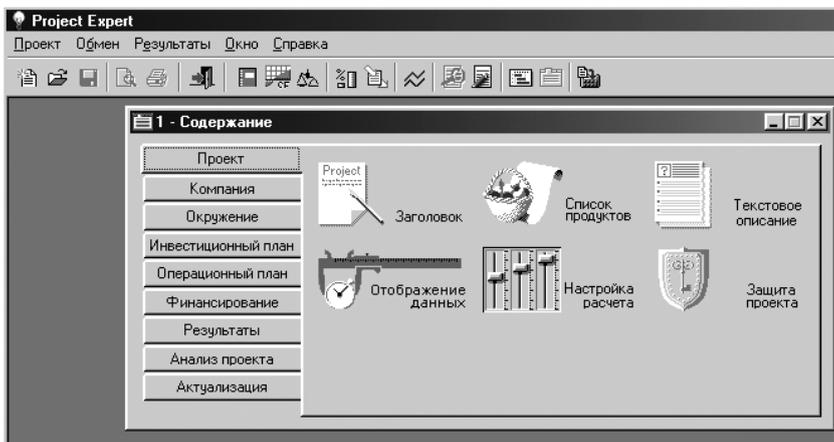 Project Expert
Проект Обмен Результаты Окно Справка
1 - Содержание
Проект
Компания
Окружение
Инвестиционный план
Операционный план
Финансирование
Результаты
Анализ проекта
Актуализация
Project
Заголовок
Список
продуктов
Текстовое
описание
Отображение
данных
Настройка
расчета
Защита
проекта